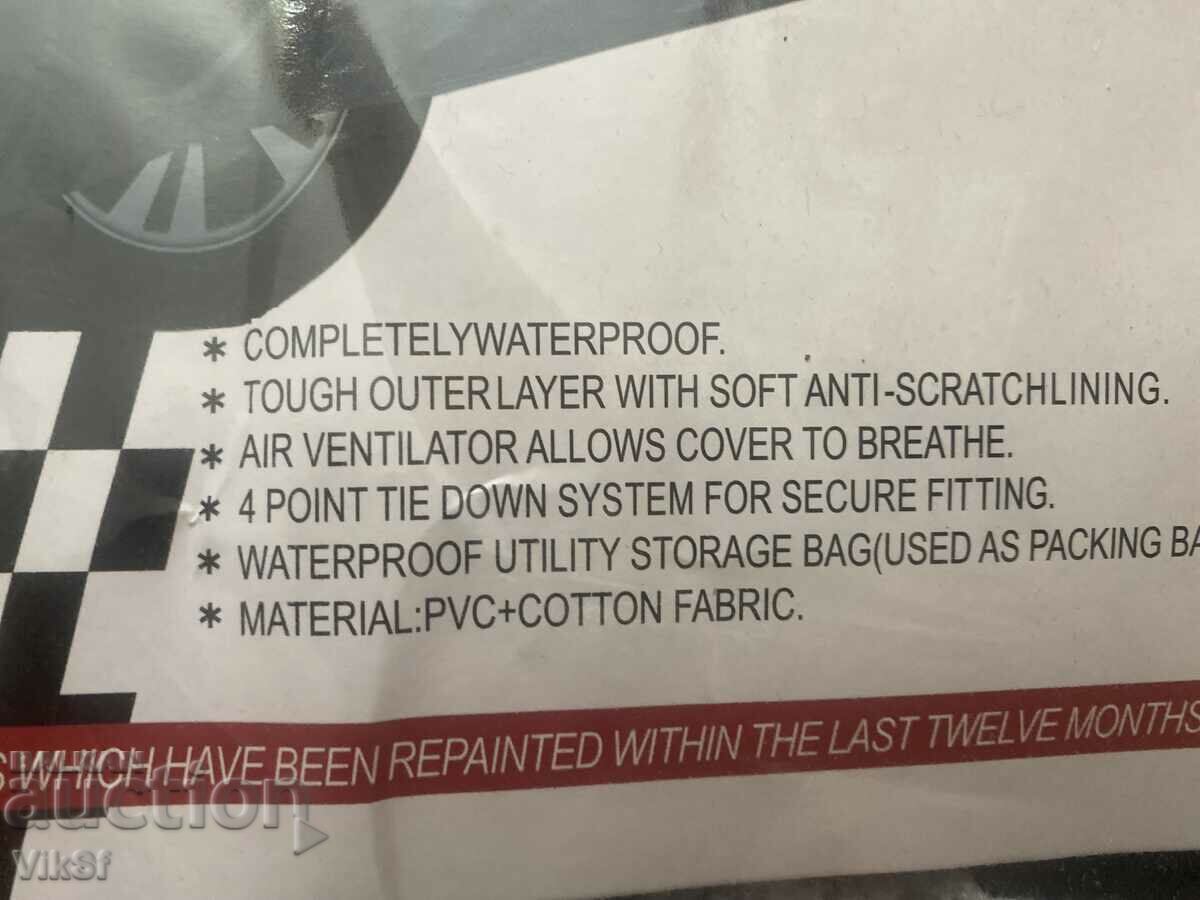 * COMPLETELYWATERPROOF.
* TOUGH OUTER LAYER WITH SOFT ANTI-SCRATCHLINING.
* AIR VENTILATOR ALLOWS COVER TO BREATHE.
* 4 POINT TIE DOWN SYSTEM FOR SECURE FITTING.
* WATERPROOF UTILITY STORAGE BAG(USED AS PACKING BA
* MATERIAL:PVC+COTTON FABRIC.
S WHICH HAVE BEEN REPAINTED WITHIN THE LAST TWELVE MONTHS
auction
VikSf